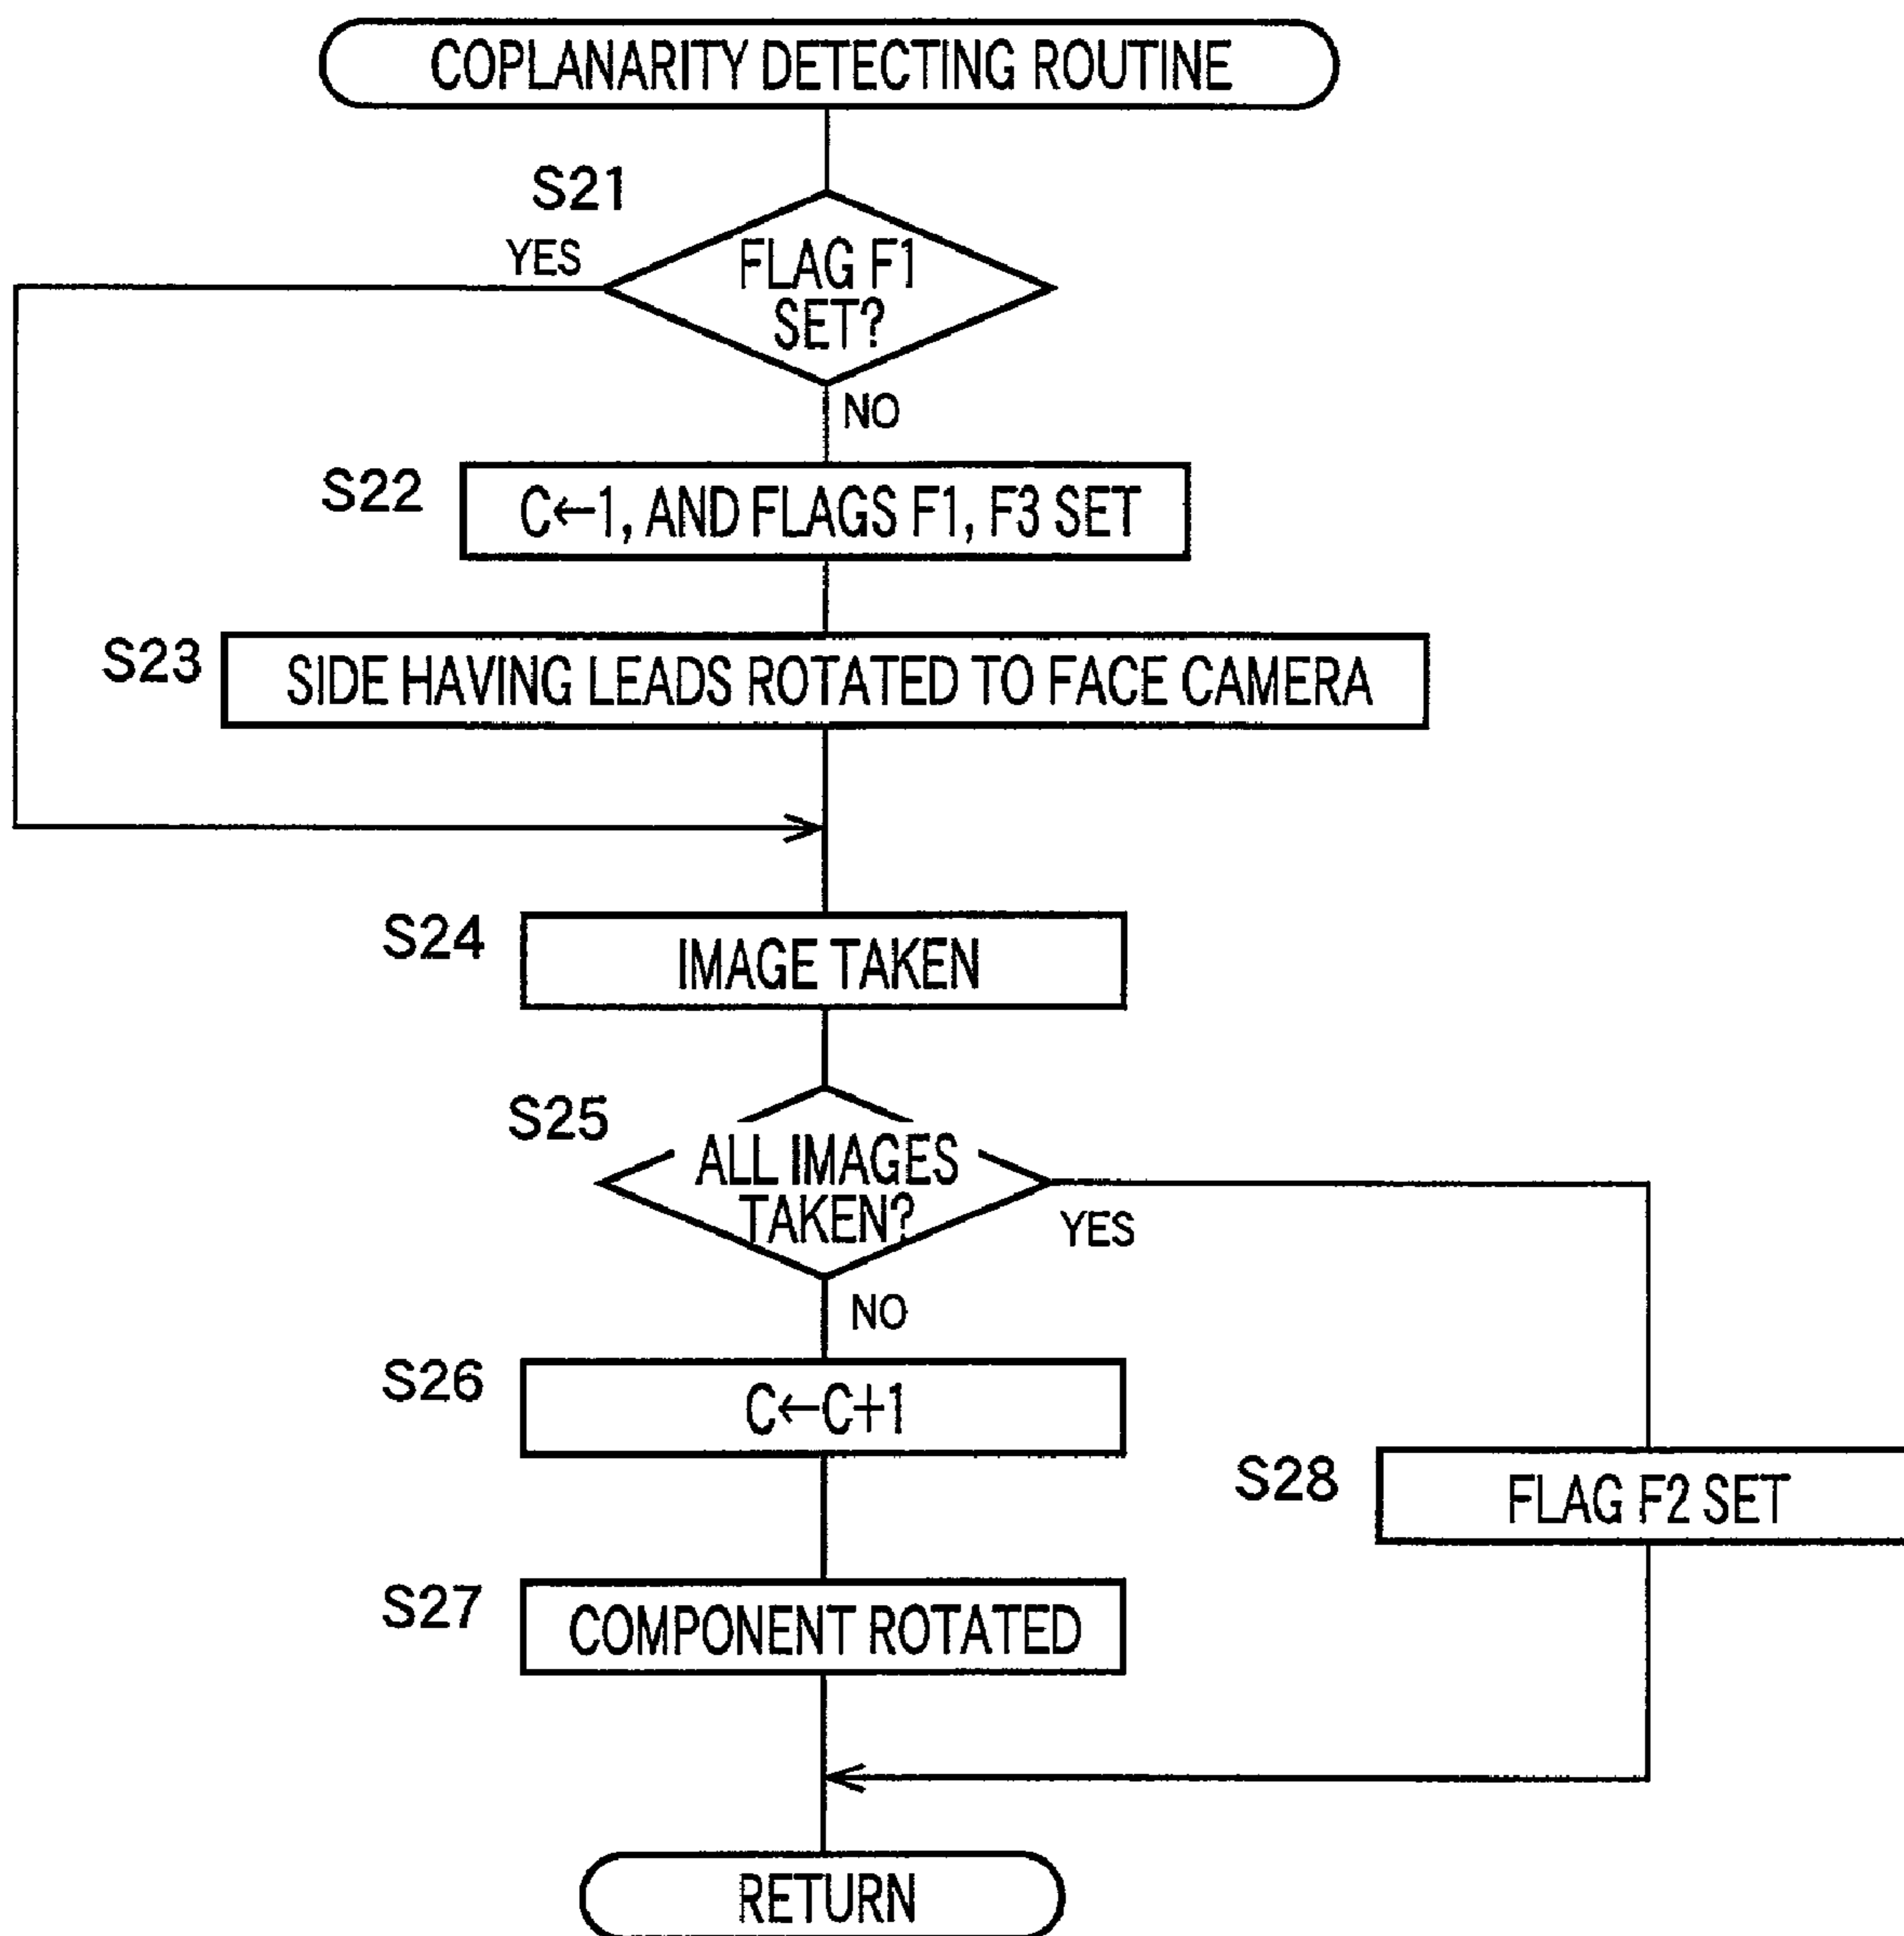 COPLANARITY DETECTING ROUTINE
S21
YES
FLAG F1
SET?
NO
S22
C←1, AND FLAGS F1, F3 SET
S23
SIDE HAVING LEADS ROTATED TO FACE CAMERA
S24
IMAGE TAKEN
S25
ALL IMAGES
TAKEN?
YES
NO
S26
C←C+1
S28
FLAG F2 SET
S27
COMPONENT ROTATED
RETURN